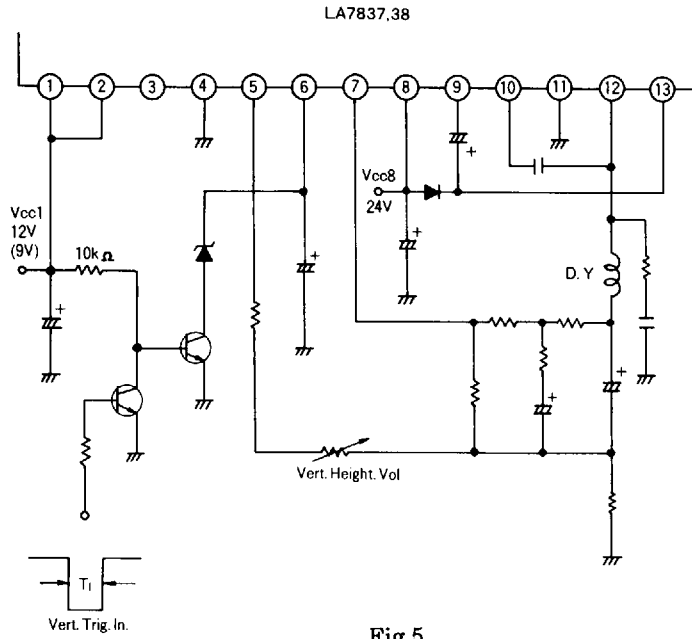 LA7837,38
1 2 3 4 5 6 7 8 9 10 11 12 13
Vcc1
12V
(9V)
10kΩ
Vcc8
24V
D.Y
Vert. Height. Vol
T1
Vert. Trig. In.
Fig.5